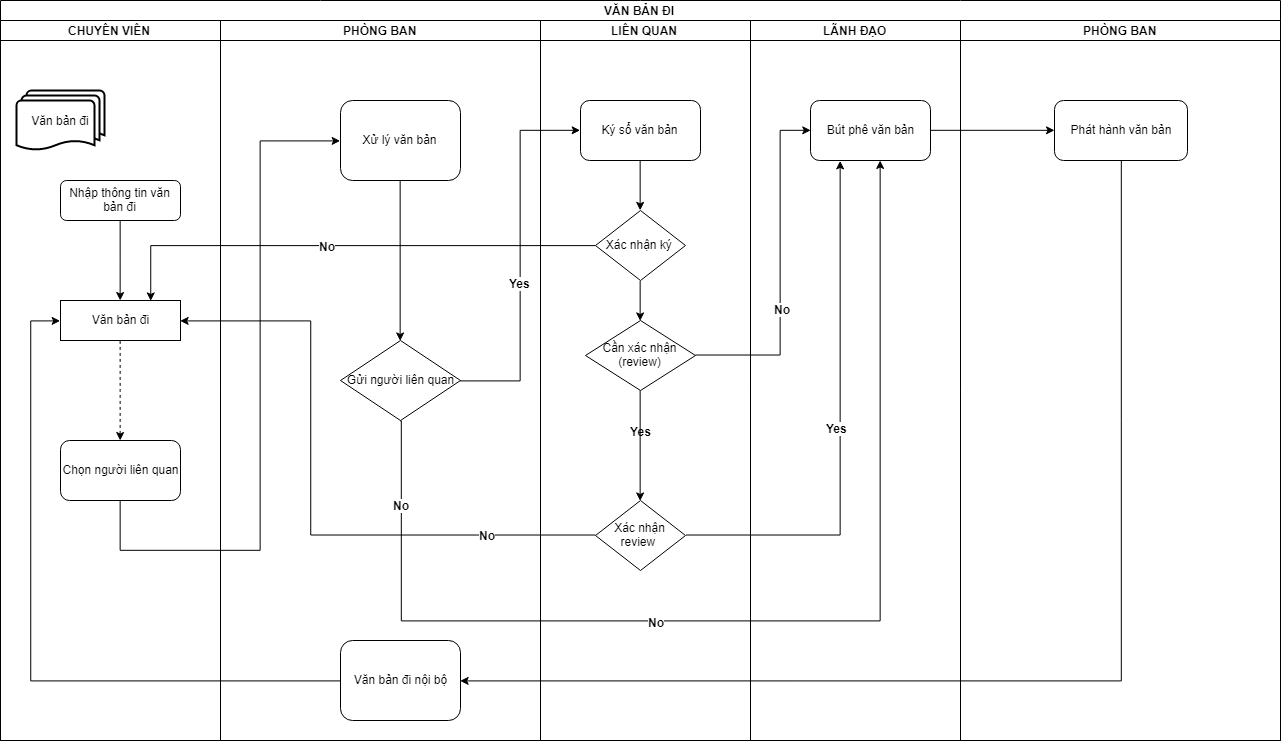 VĂN BẢN ĐI
CHUYÊN VIÊN
PHÒNG BAN
LIÊN QUAN
LÃNH ĐẠO
PHÒNG BAN
Văn bản đi
Nhập thông tin văn
bản đi
Văn bản đi
Chọn người liên quan
Xử lý văn bản
Gửi người liên quan
Văn bản đi nội bộ
Ký số văn bản
Xác nhận ký
Cần xác nhận
(review)
Xác nhận
review
Bút phê văn bản
Phát hành văn bản
No
Yes
No
Yes
Yes
No
No
No